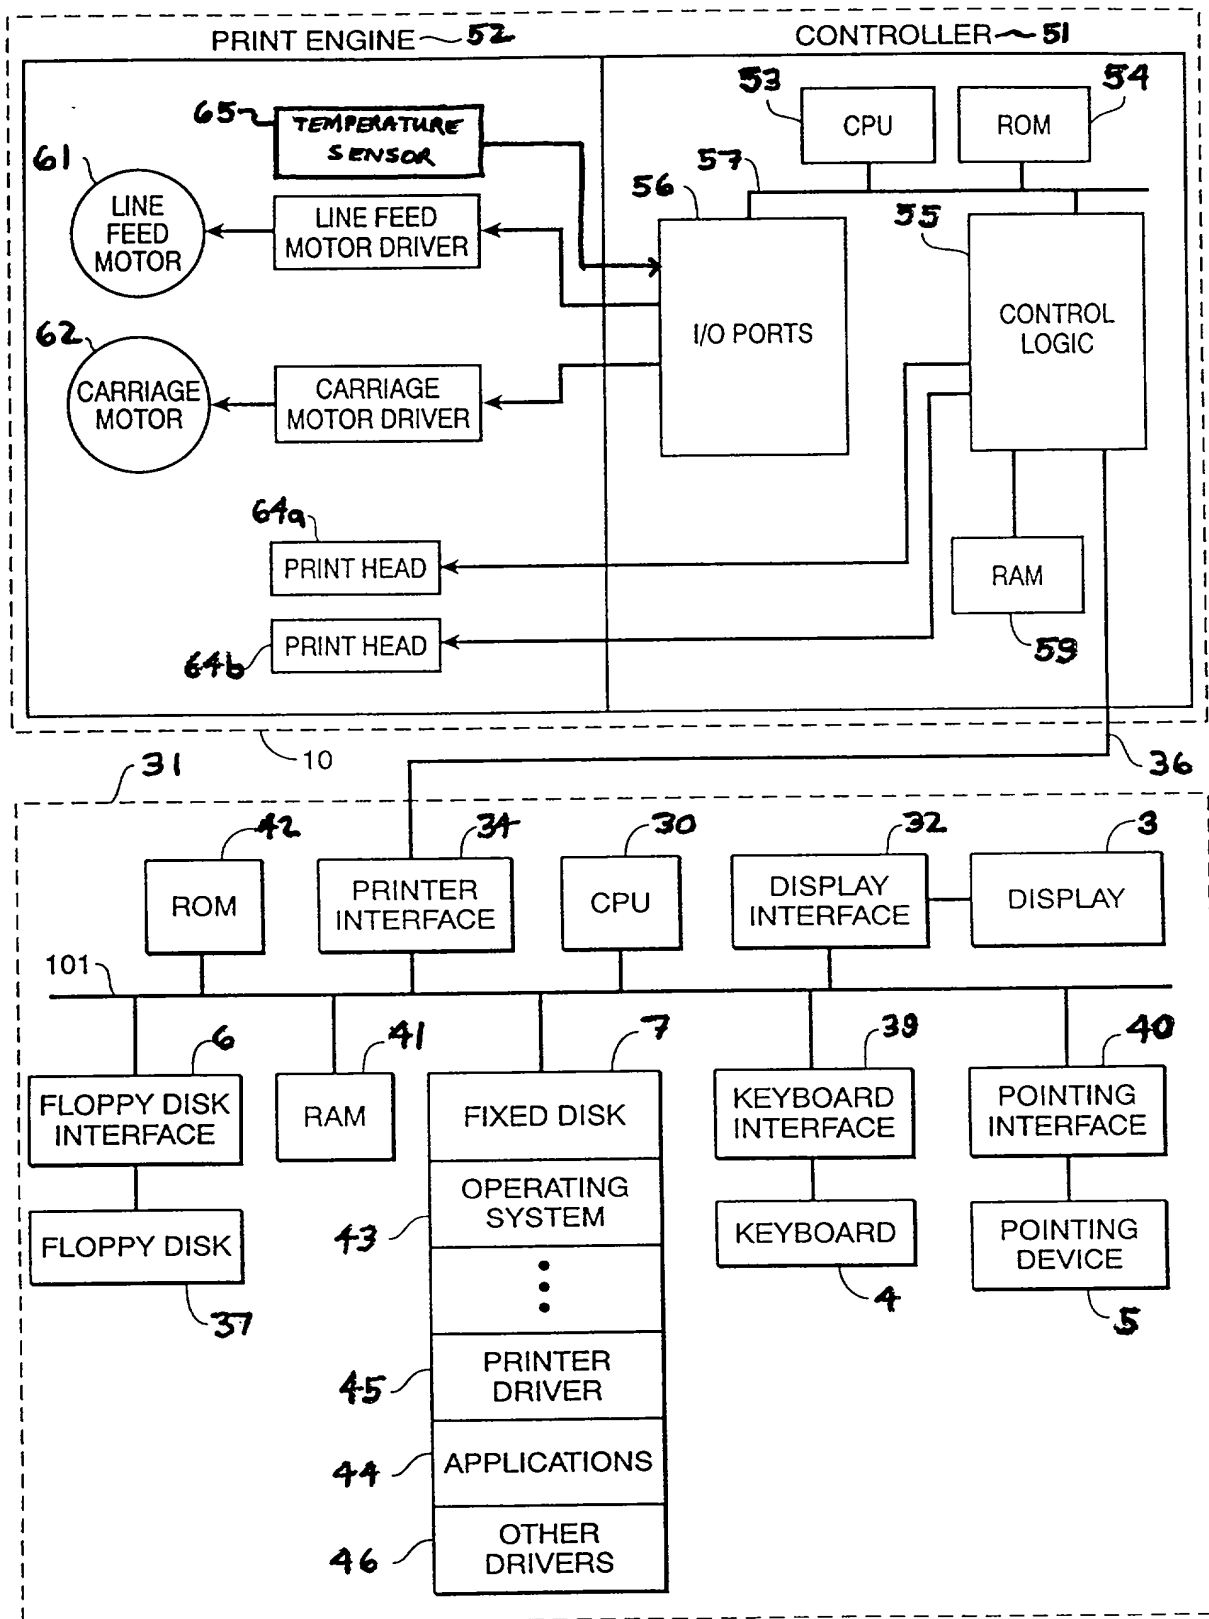 PRINT ENGINE 52
CONTROLLER 51
65
TEMPERATURE
SENSOR
53
CPU
54
ROM
61
LINE
FEED
MOTOR
LINE FEED
MOTOR DRIVER
56
57
55
I/O PORTS
CONTROL
LOGIC
62
CARRIAGE
MOTOR
CARRIAGE
MOTOR DRIVER
64a
PRINT HEAD
RAM
59
64b
PRINT HEAD
10
31
36
42
ROM
34
PRINTER
INTERFACE
30
CPU
32
DISPLAY
INTERFACE
3
DISPLAY
101
6
FLOPPY DISK
INTERFACE
41
RAM
7
FIXED DISK
39
KEYBOARD
INTERFACE
40
POINTING
INTERFACE
FLOPPY DISK
37
43
OPERATING
SYSTEM
KEYBOARD
4
POINTING
DEVICE
5
45
PRINTER
DRIVER
44
APPLICATIONS
46
OTHER
DRIVERS